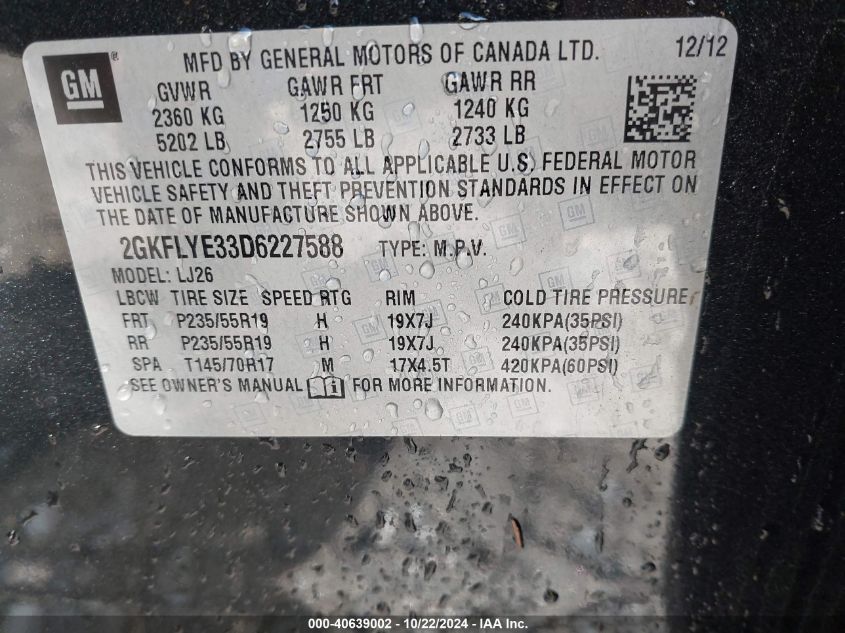 GM
MFD BY GENERAL MOTORS OF CANADA LTD. 12/12
GVWR GAWR FRT GAWR RR
2360 KG 1250 KG 1240 KG
5202 LB 2755 LB 2733 LB
THIS VEHICLE CONFORMS TO ALL APPLICABLE U.S. FEDERAL MOTOR
VEHICLE SAFETY AND THEFT PREVENTION STANDARDS IN EFFECT ON
THE DATE OF MANUFACTURE SHOWN ABOVE.
2GKFLYE33D6227588 TYPE: M.P.V.
MODEL: LJ26
LBCW TIRE SIZE SPEED RTG RIM COLD TIRE PRESSURE
FRT P235/55R19 H 19X7J 240KPA(35PSI)
RR P235/55R19 H 19X7J 240KPA(35PSI)
SPA T145/70R17 M 17X4.5T 420KPA(60PSI)
SEE OWNER'S MANUAL FOR MORE INFORMATION.
000-40639002 - 10/22/2024 - IAA Inc.